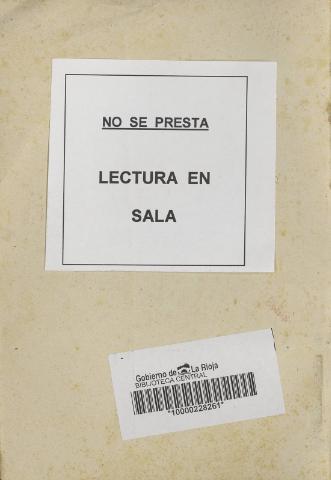 NO SE PRESTA
LECTURA EN
SALA
Gobierno de La Rioja
BIBLIOTECA CENTRAL
*10000228261*